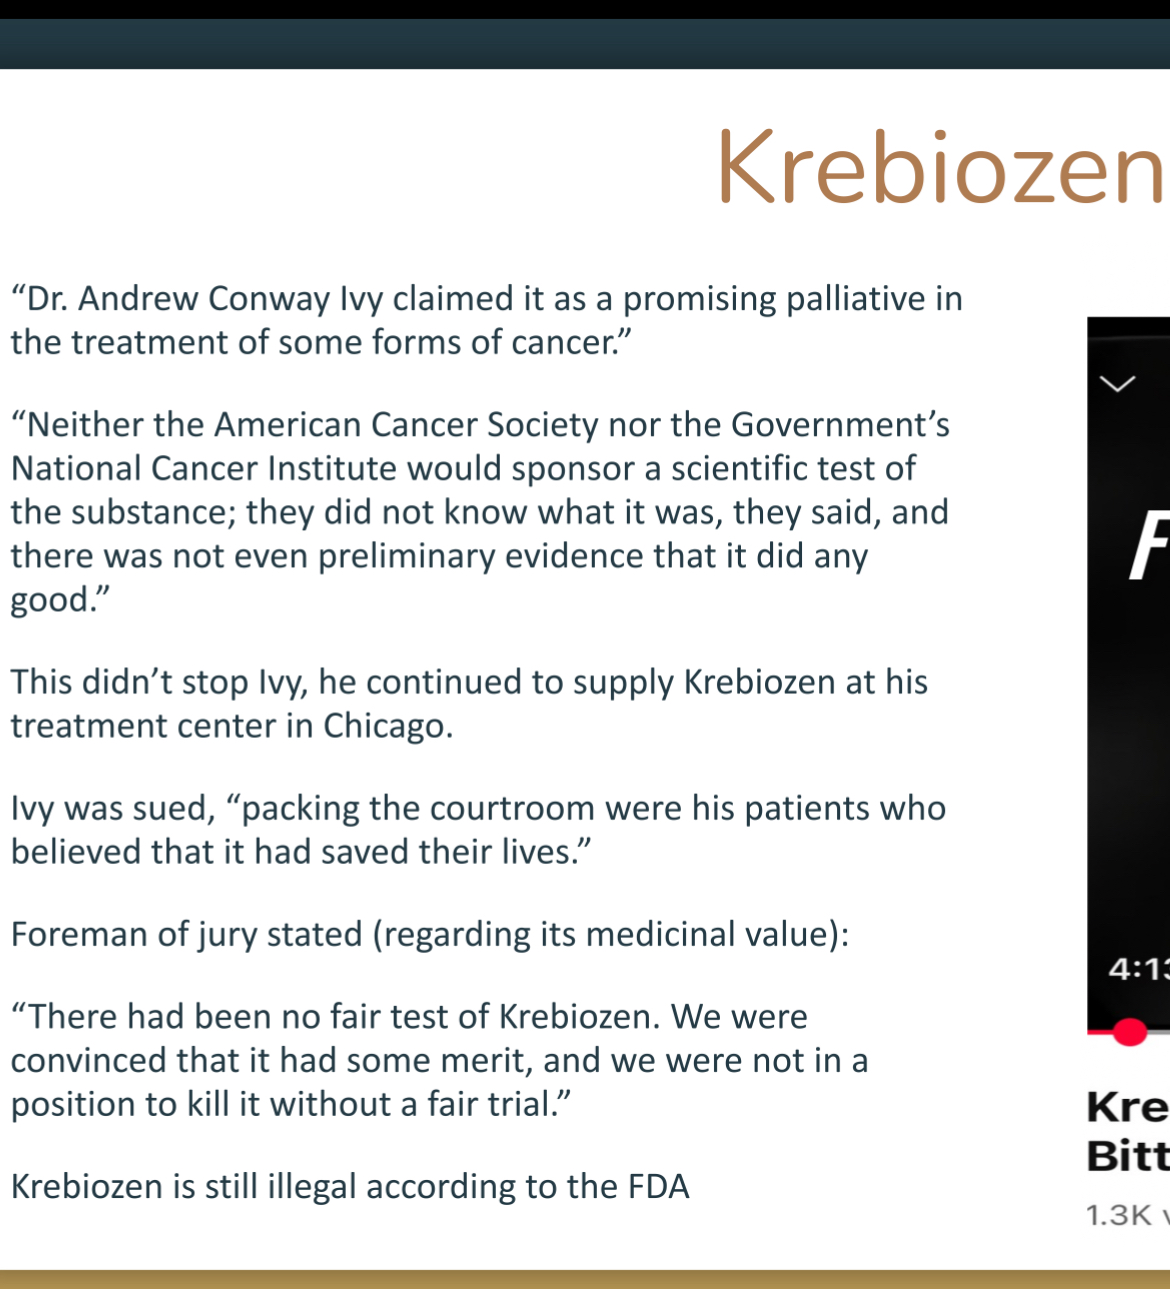 Krebiozen
“Dr. Andrew Conway Ivy claimed it as a promising palliative in
the treatment of some forms of cancer.”
“Neither the American Cancer Society nor the Government’s
National Cancer Institute would sponsor a scientific test of
the substance; they did not know what it was, they said, and
there was not even preliminary evidence that it did any
good.”
This didn’t stop Ivy, he continued to supply Krebiozen at his
treatment center in Chicago.
Ivy was sued, “packing the courtroom were his patients who
believed that it had saved their lives.”
Foreman of jury stated (regarding its medicinal value):
“There had been no fair test of Krebiozen. We were
convinced that it had some merit, and we were not in a
position to kill it without a fair trial.”
Krebiozen is still illegal according to the FDA
F
4:13
Kre
Bitt
1.3K